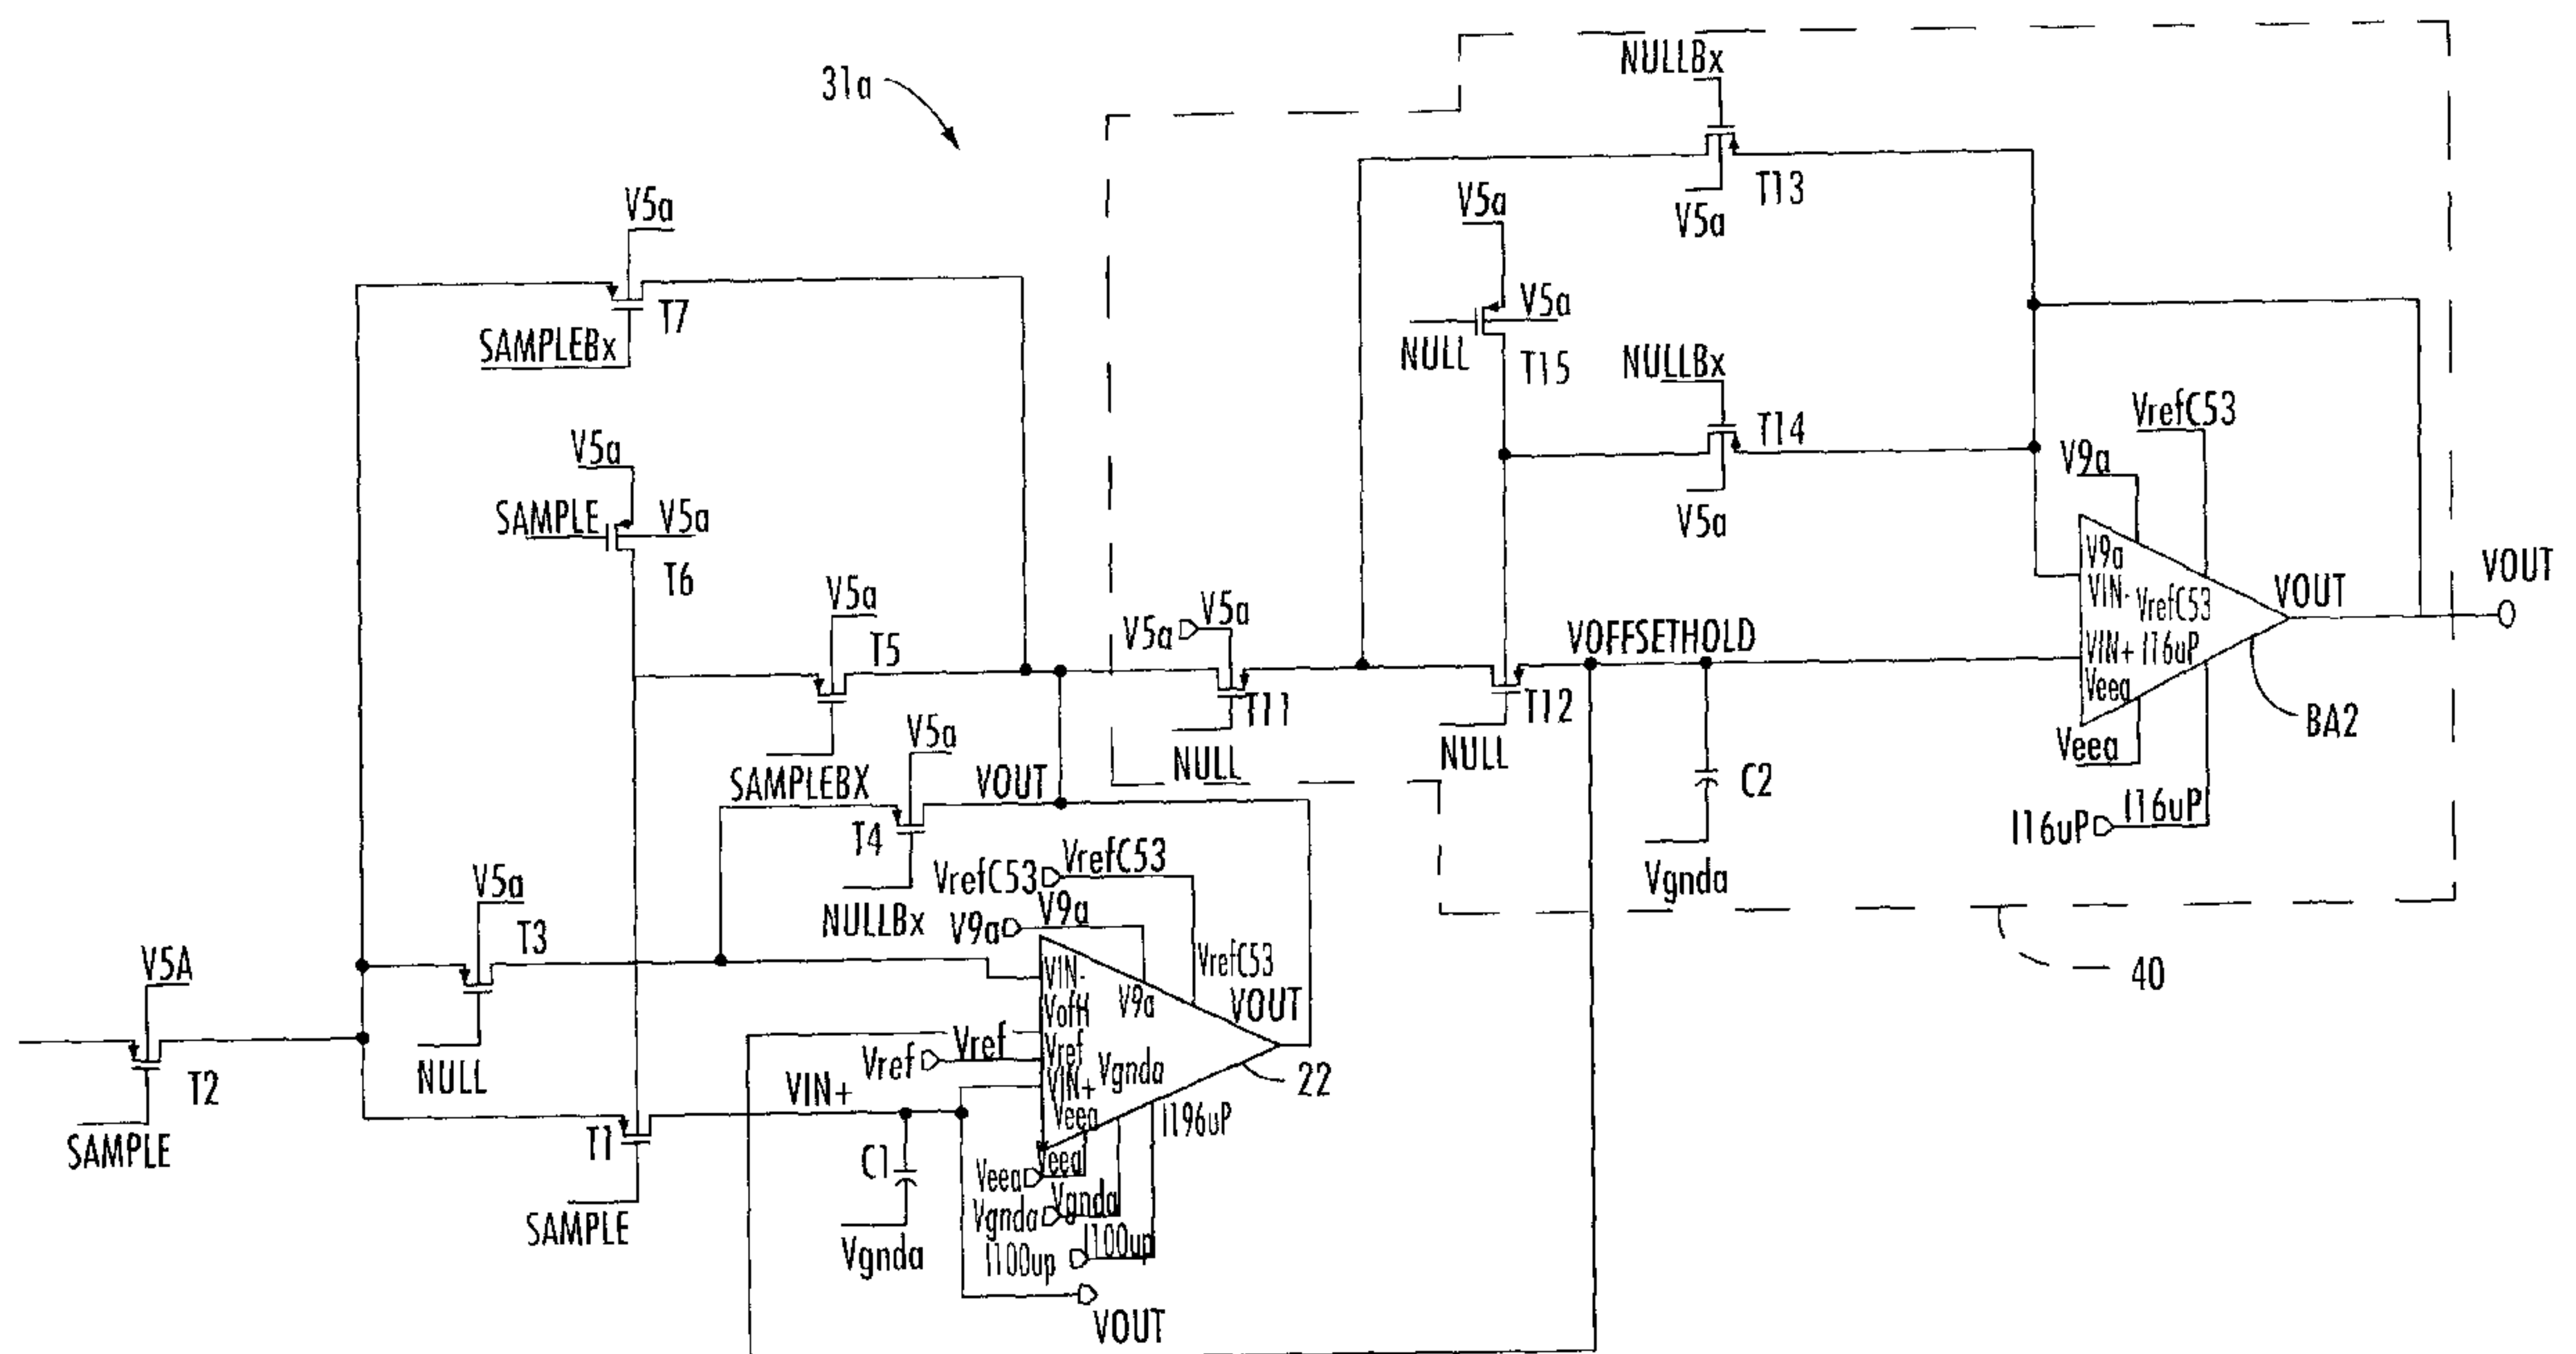 NULLBx
31a
V5a
T13
V5a
V5a
T7
V5a
SAMPLEBx
NULL
T15
NULLBx
V5a
T14
VrefC53
V9a
SAMPLE
V5a
V5a
T6
V9a
VIN-
VrefC53
VOUT
VOUT
V5a
V5a
V5a
T5
VOFFSETHOLD
VIN+
I16uP
Veea
T11
T12
BA2
V5a
NULL
NULL
Veea
SAMPLEBX
VOUT
C2
T4
I16uP
I16uP
VrefC53
VrefC53
Vgnda
V5a
NULLBx
V9a
V9a
T3
V5A
VIN-
VrefC53
40
V9a
VOUT
VofH
Vref
Vref
Vref
Vgnda
NULL
T2
VIN+
VIN+
22
Veea
I196uP
SAMPLE
T1
C1
Veea
Veea
Vgnda
Vgnda
SAMPLE
Vgnda
I100up
I100up
VOUT